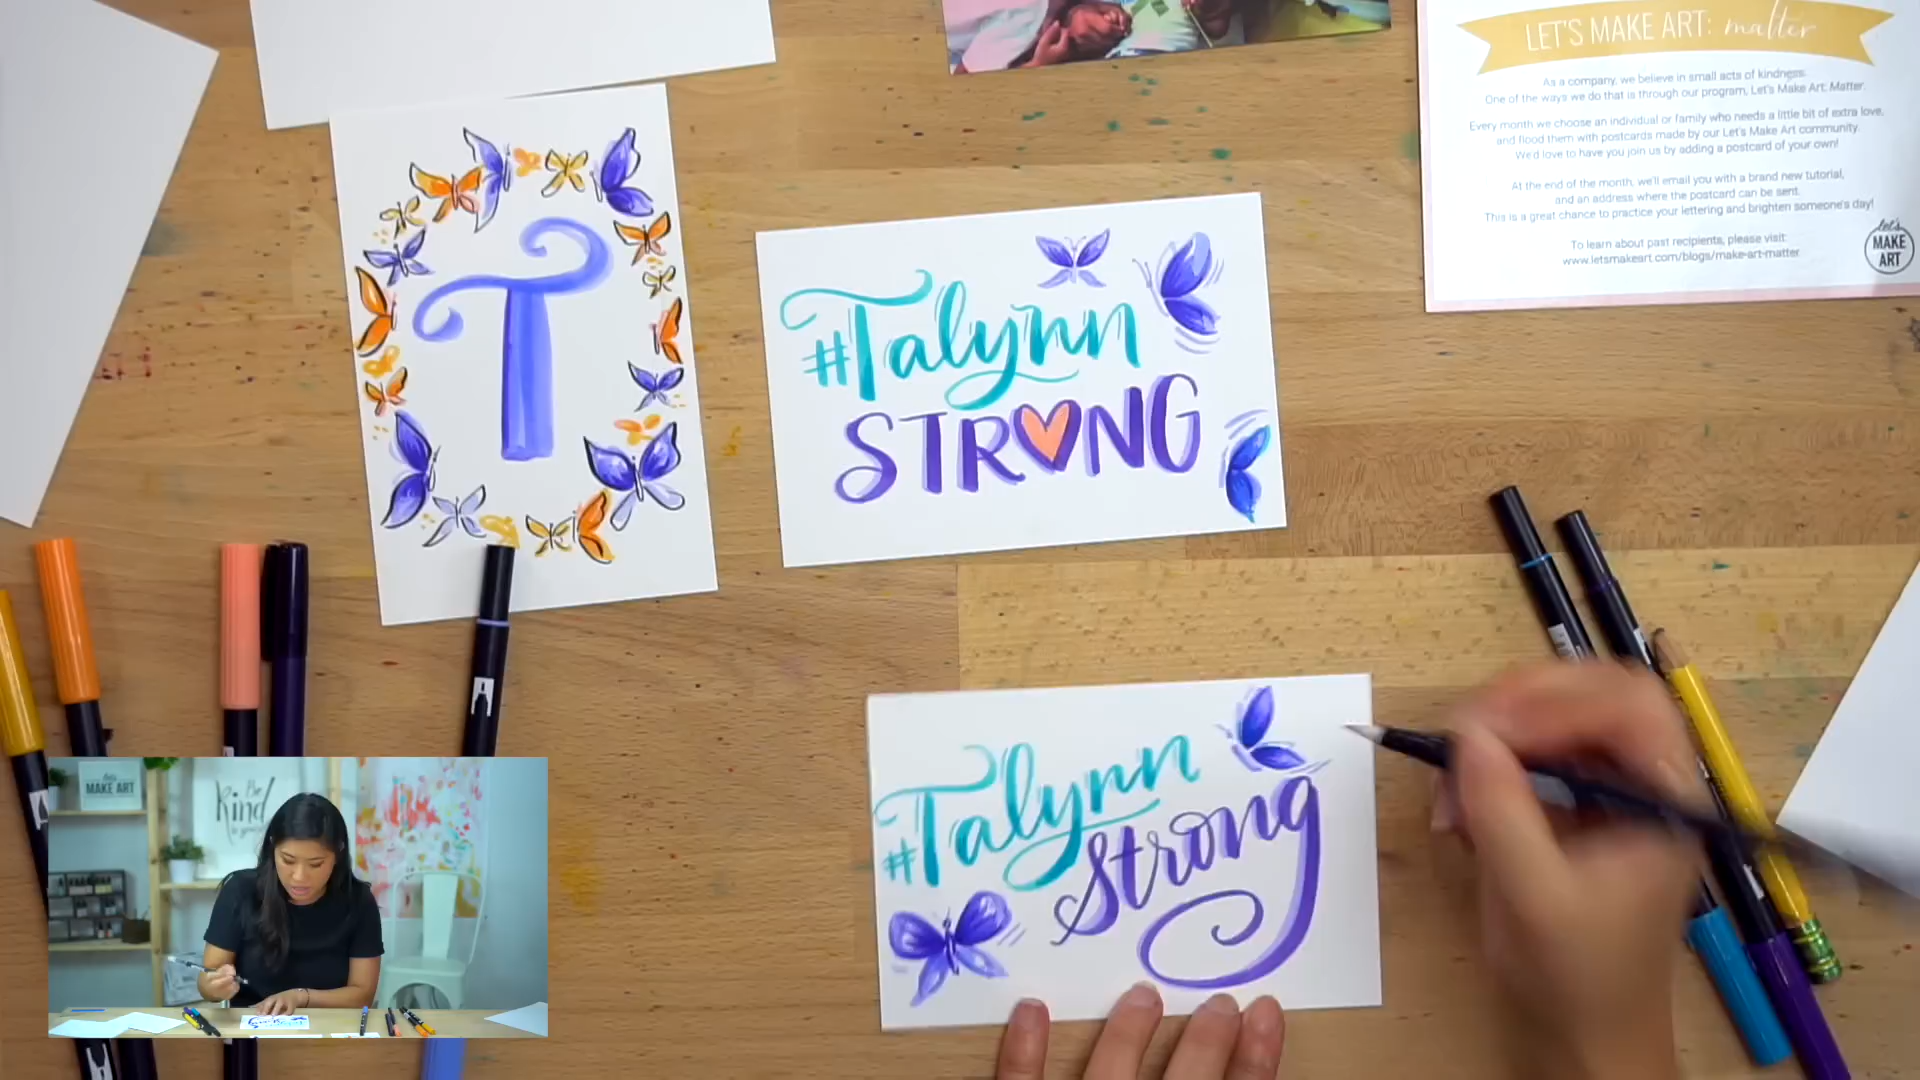 LET'S MAKE ART: matter
As a company, we believe in small acts of kindness.
One of the ways we do that is through our program, Let's Make Art: Matter.
Every month we choose an individual or family who needs a little bit of extra love,
and flood them with postcards made by our Let's Make Art community.
We'd love to have you join us by adding a postcard of your own!
At the end of the month, we'll email you with a brand new tutorial,
and an address where the postcard can be sent.
This is a great chance to practice your lettering and brighten someone's day!
To learn about past recipients, please visit:
www.letsmakeart.com/blogs/make-art-matter
let's
MAKE
ART
T
#Talynn
STRONG
#Talynn
Strong
let's
MAKE ART
Be
Kind